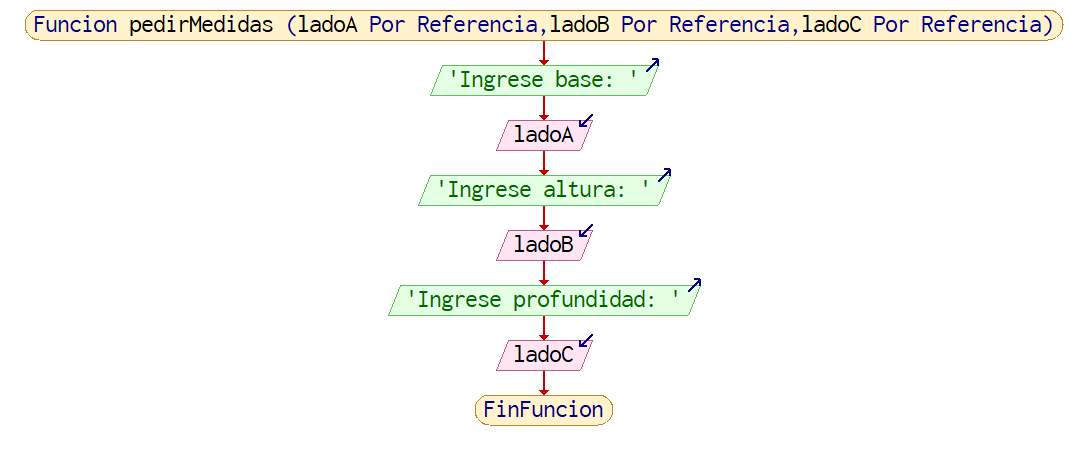 Funcion pedirMedidas (ladoA Por Referencia,ladoB Por Referencia,ladoC Por Referencia)
'Ingrese base: '
ladoA
'Ingrese altura: '
ladoB
'Ingrese profundidad: '
ladoC
FinFuncion